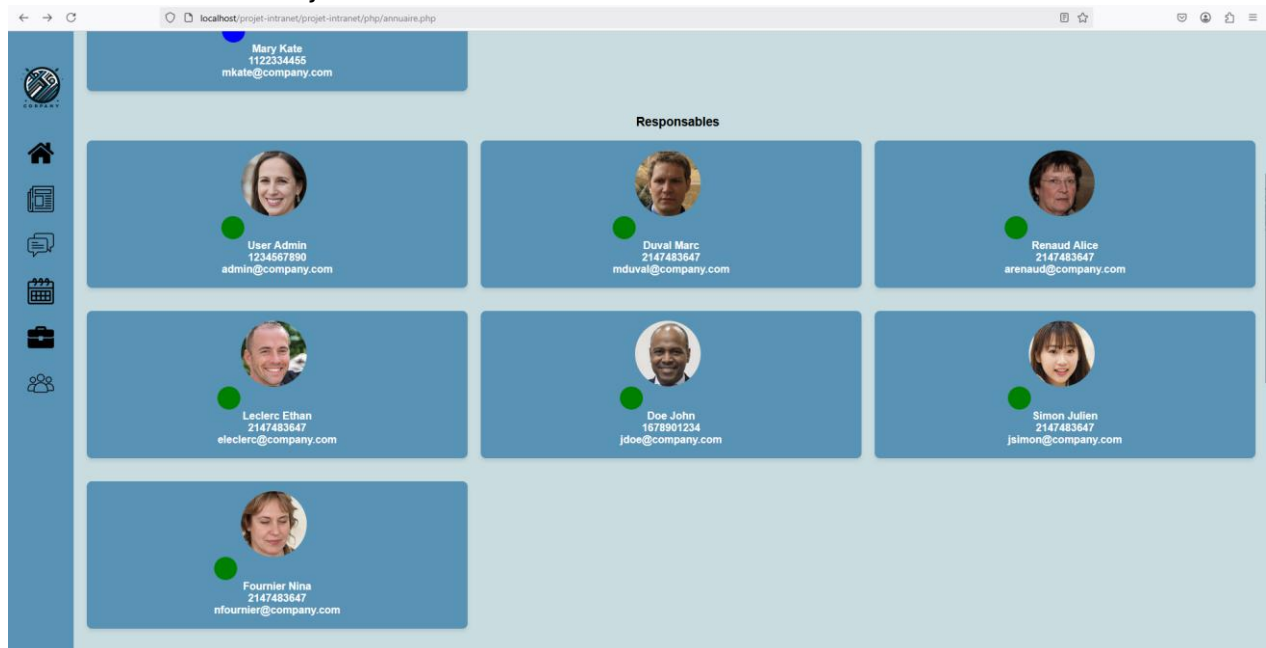 localhost/projet-intranet/projet-intranet/php/annuaire.php
COMPANY
Mary Kate
1122334455
mkate@company.com
Responsables
User Admin
1234567890
admin@company.com
Duval Marc
2147483647
mduval@company.com
Renaud Alice
2147483647
arenaud@company.com
Leclerc Ethan
2147483647
eleclerc@company.com
Doe John
1678901234
jdoe@company.com
Simon Julien
2147483647
jsimon@company.com
Fournier Nina
2147483647
nfournier@company.com